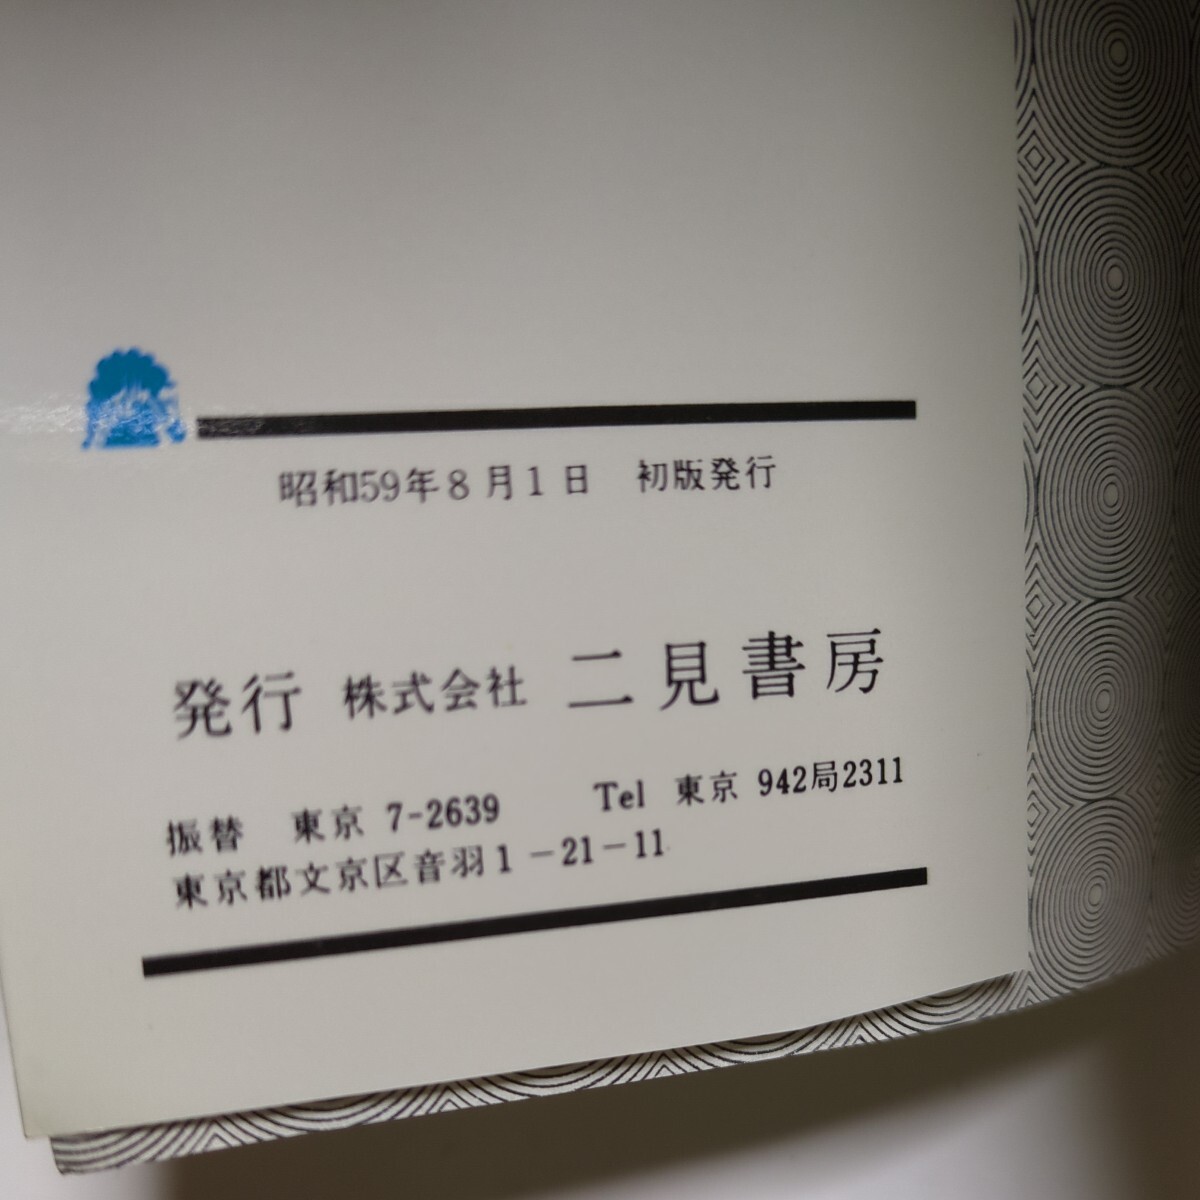 昭和59年8月1日 初版発行
発行 株式会社 二見書房
振替 東京 7-2639 Tel 東京 942局2311
東京都文京区音羽1-21-11